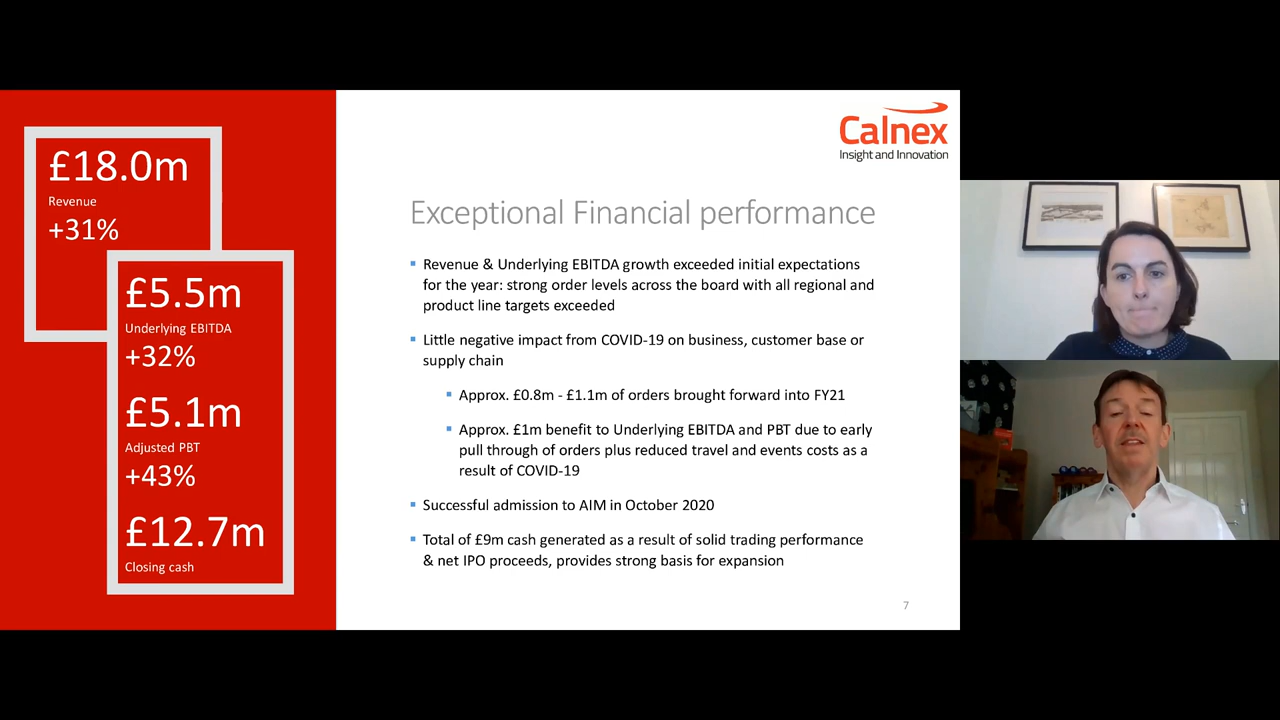 £18.0m
Revenue
+31%
£5.5m
Underlying EBITDA
+32%
£5.1m
Adjusted PBT
+43%
£12.7m
Closing cash
Calnex
Insight and Innovation
Exceptional Financial performance
▪ Revenue & Underlying EBITDA growth exceeded initial expectations
for the year: strong order levels across the board with all regional and
product line targets exceeded
▪ Little negative impact from COVID-19 on business, customer base or
supply chain
▪ Approx. £0.8m - £1.1m of orders brought forward into FY21
▪ Approx. £1m benefit to Underlying EBITDA and PBT due to early
pull through of orders plus reduced travel and events costs as a
result of COVID-19
▪ Successful admission to AIM in October 2020
▪ Total of £9m cash generated as a result of solid trading performance
& net IPO proceeds, provides strong basis for expansion
7